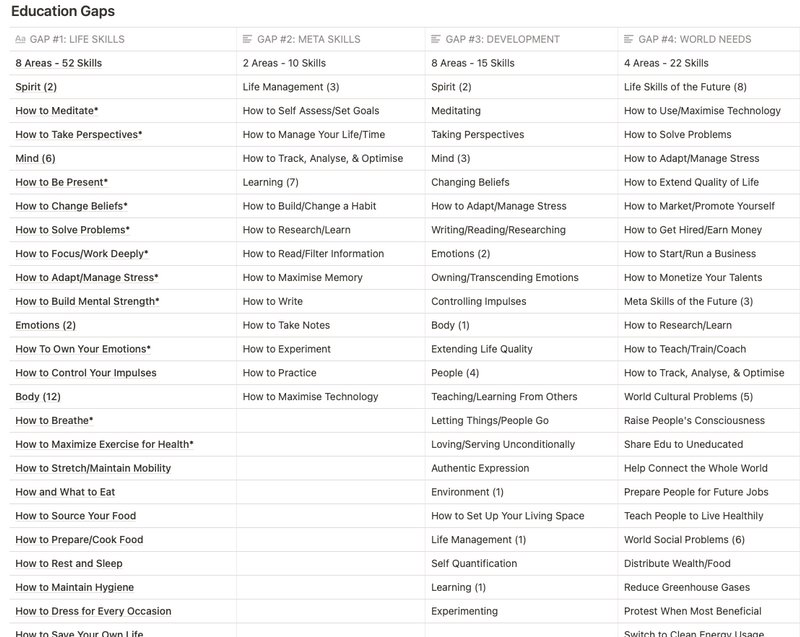 Education Gaps
Aa GAP #1: LIFE SKILLS GAP #2: META SKILLS GAP #3: DEVELOPMENT GAP #4: WORLD NEEDS
8 Areas - 52 Skills 2 Areas - 10 Skills 8 Areas - 15 Skills 4 Areas - 22 Skills
Spirit (2) Life Management (3) Spirit (2) Life Skills of the Future (8)
How to Meditate* How to Self Assess/Set Goals Meditating How to Use/Maximise Technology
How to Take Perspectives* How to Manage Your Life/Time Taking Perspectives How to Solve Problems
Mind (6) How to Track, Analyse, & Optimise Mind (3) How to Adapt/Manage Stress
How to Be Present* Learning (7) Changing Beliefs How to Extend Quality of Life
How to Change Beliefs* How to Build/Change a Habit How to Adapt/Manage Stress How to Market/Promote Yourself
How to Solve Problems* How to Research/Learn Writing/Reading/Researching How to Get Hired/Earn Money
How to Focus/Work Deeply* How to Read/Filter Information Emotions (2) How to Start/Run a Business
How to Adapt/Manage Stress* How to Maximise Memory Owning/Transcending Emotions How to Monetize Your Talents
How to Build Mental Strength* How to Write Controlling Impulses Meta Skills of the Future (3)
Emotions (2) How to Take Notes Body (1) How to Research/Learn
How To Own Your Emotions* How to Experiment Extending Life Quality How to Teach/Train/Coach
How to Control Your Impulses How to Practice People (4) How to Track, Analyse, & Optimise
Body (12) How to Maximise Technology Teaching/Learning From Others World Cultural Problems (5)
How to Breathe* Letting Things/People Go Raise People's Consciousness
How to Maximize Exercise for Health* Loving/Serving Unconditionally Share Edu to Uneducated
How to Stretch/Maintain Mobility Authentic Expression Help Connect the Whole World
How and What to Eat Environment (1) Prepare People for Future Jobs
How to Source Your Food How to Set Up Your Living Space Teach People to Live Healthily
How to Prepare/Cook Food Life Management (1) World Social Problems (6)
How to Rest and Sleep Self Quantification Distribute Wealth/Food
How to Maintain Hygiene Learning (1) Reduce Greenhouse Gases
How to Dress for Every Occasion Experimenting Protest When Most Beneficial
How to Save Your Own Life Switch to Clean Energy Usage